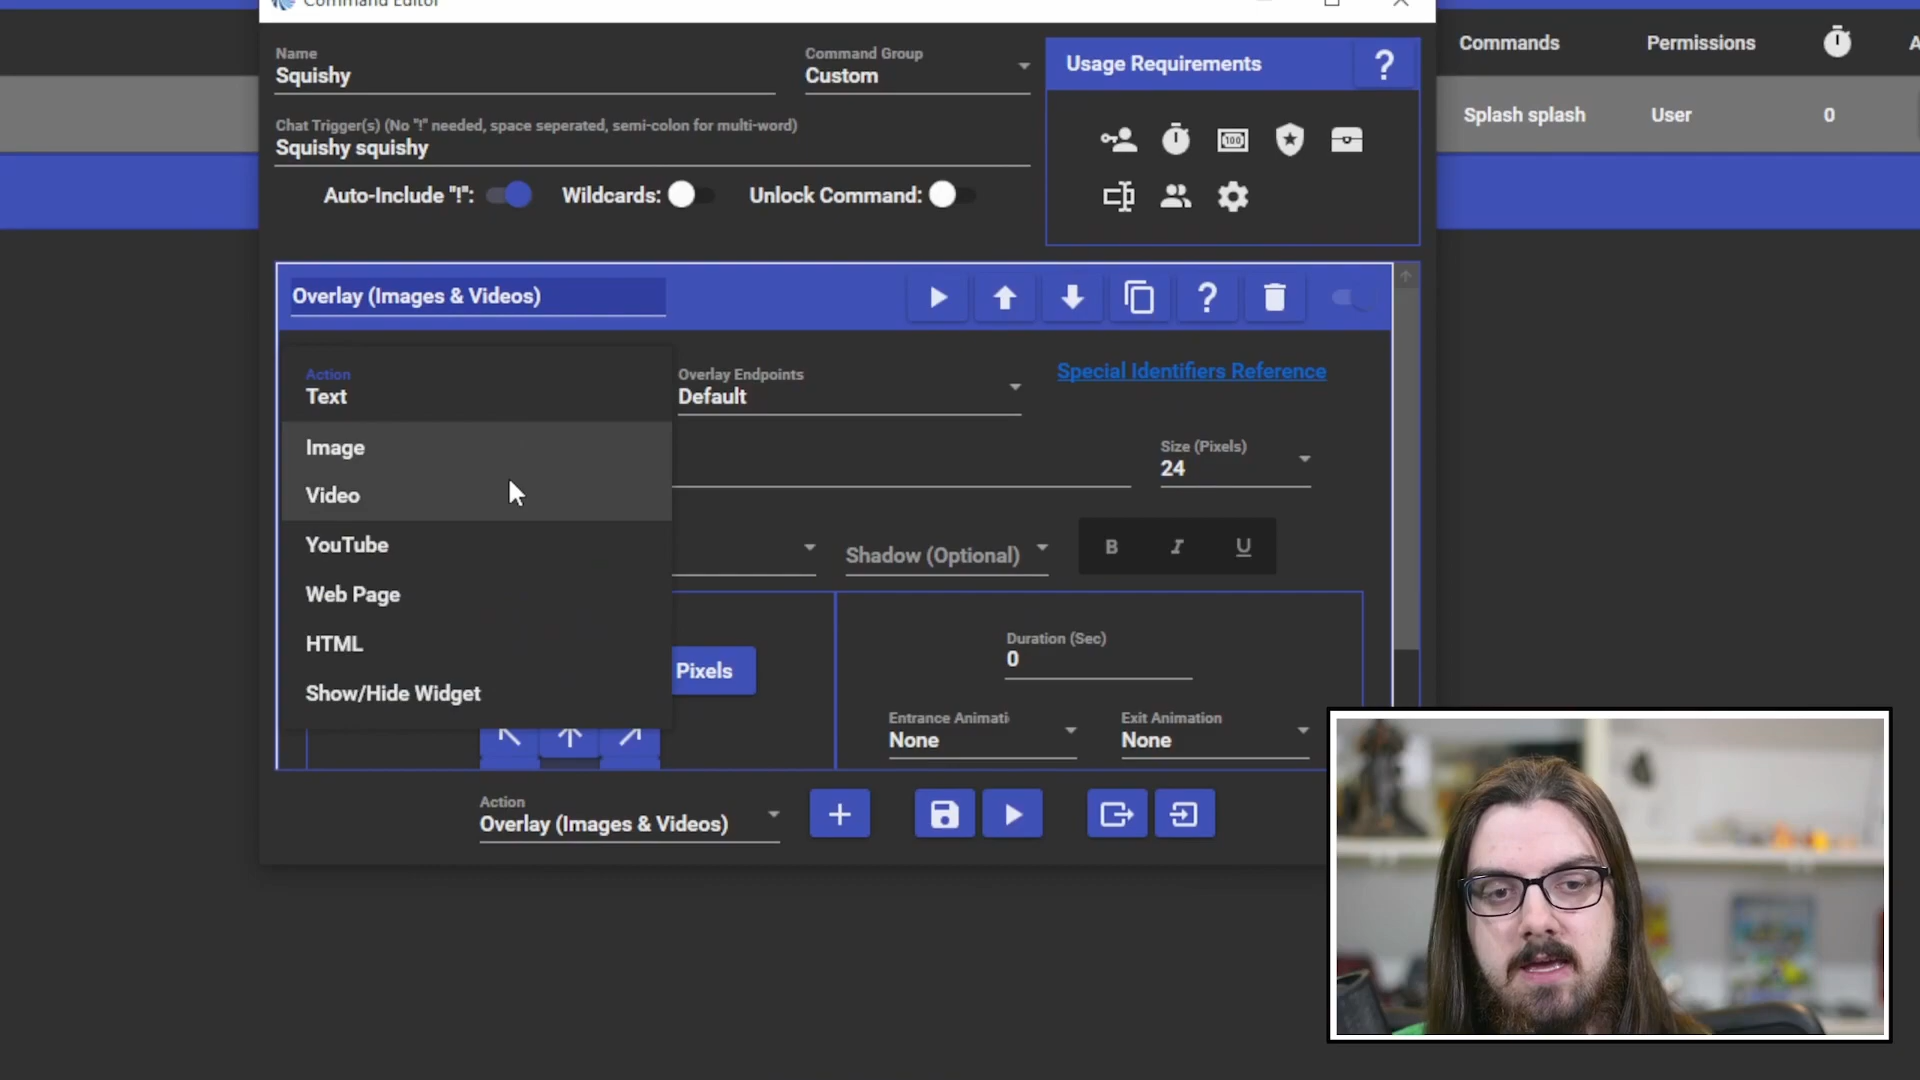 Command Editor
Name
Squishy
Command Group
Custom
Usage Requirements
?
Commands
Permissions
A
Splash splash
User
0
Chat Trigger(s) (No "!" needed, space seperated, semi-colon for multi-word)
Squishy squishy
100
Auto-Include "!":
Wildcards:
Unlock Command:
Overlay (Images & Videos)
?
Action
Text
Image
Video
YouTube
Web Page
HTML
Show/Hide Widget
Overlay Endpoints
Default
Special Identifiers Reference
Size (Pixels)
24
Shadow (Optional)
B
I
U
Pixels
Duration (Sec)
0
Entrance Animati
None
Exit Animation
None
Action
Overlay (Images & Videos)